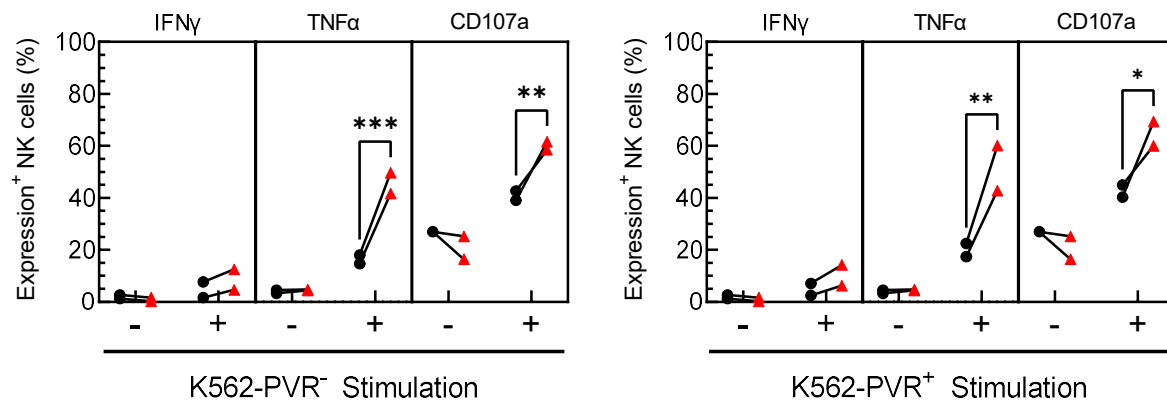 IFNγ TNFα CD107a
Expression⁺ NK cells (%)
100
80
60
40
20
0
*** **
- + - + - +
K562-PVR⁻ Stimulation
IFNγ TNFα CD107a
Expression⁺ NK cells (%)
100
80
60
40
20
0
** *
- + - + - +
K562-PVR⁺ Stimulation